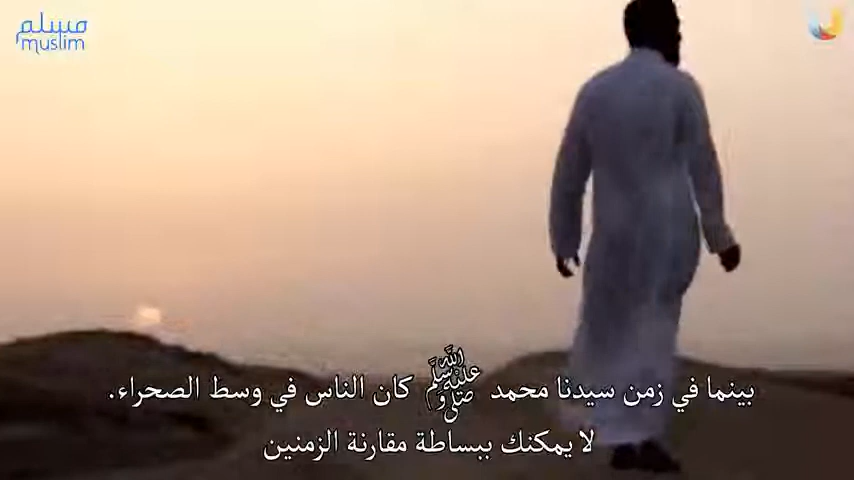 مسلم
muslim
بينما في زمن سيدنا محمد ﷺ كان الناس في وسط الصحراء.
لا يمكنك ببساطة مقارنة الزمنين